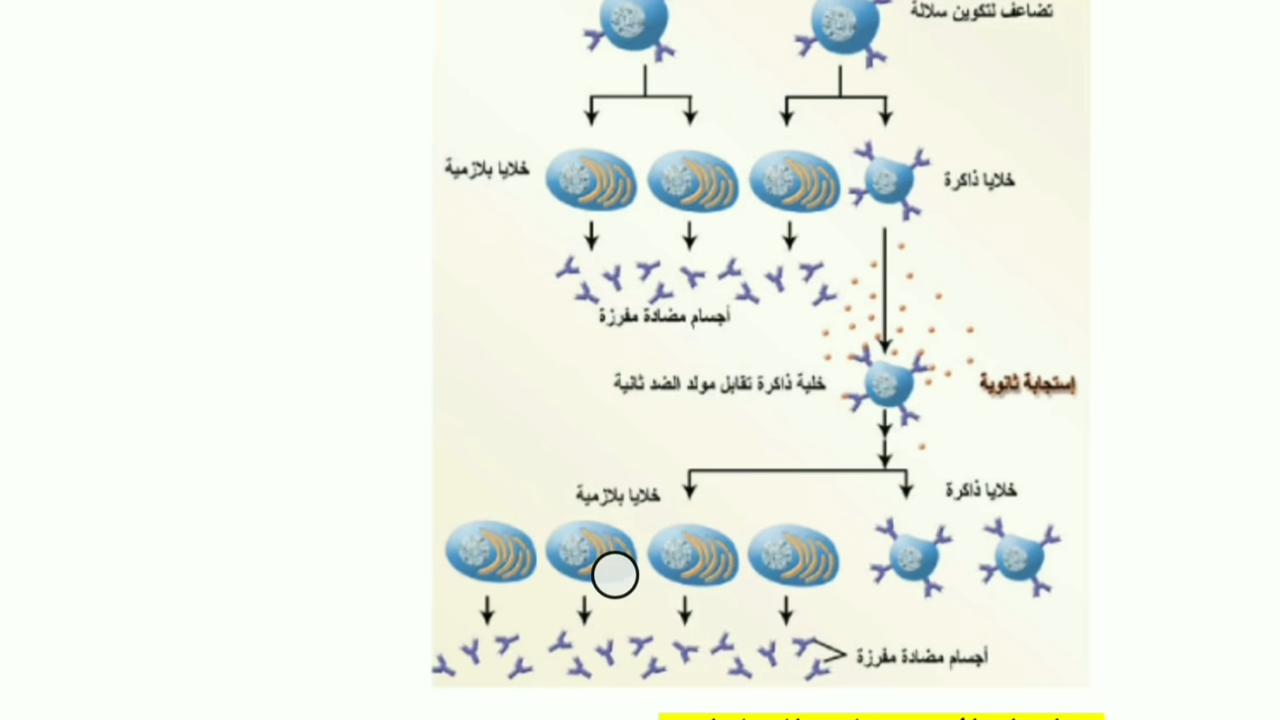 تضاعف لتكوين سلالة
خلايا ذاكرة
خلايا بلازمية
أجسام مضادة مفرزة
إستجابة ثانوية
خلية ذاكرة تقابل مولد الضد ثانية
خلايا ذاكرة
خلايا بلازمية
أجسام مضادة مفرزة